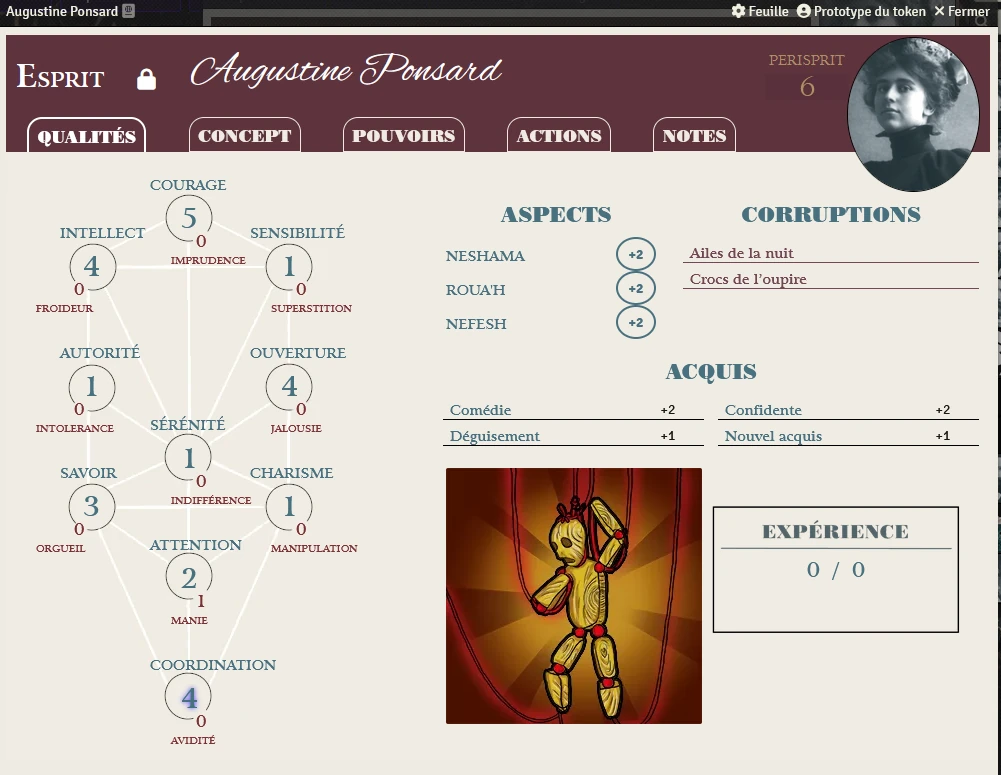 Augustine Ponsard
Feuille Prototype du token Fermer
ESPRIT Augustine Ponsard
PERISPRIT
6
QUALITÉS CONCEPT POUVOIRS ACTIONS NOTES
COURAGE
5
0
IMPRUDENCE
INTELLECT
4
0
FROIDEUR
SENSIBILITÉ
1
0
SUPERSTITION
AUTORITÉ
1
0
INTOLERANCE
OUVERTURE
4
0
JALOUSIE
SÉRÉNITÉ
1
0
INDIFFÉRENCE
SAVOIR
3
0
ORGUEIL
CHARISME
1
0
MANIPULATION
ATTENTION
2
1
MANIE
COORDINATION
4
0
AVIDITÉ
ASPECTS
NESHAMA +2
ROUA'H +2
NEFESH +2
CORRUPTIONS
Ailes de la nuit
Crocs de l'oupire
ACQUIS
Comédie +2
Déguisement +1
Confidente +2
Nouvel acquis +1
EXPÉRIENCE
0 / 0